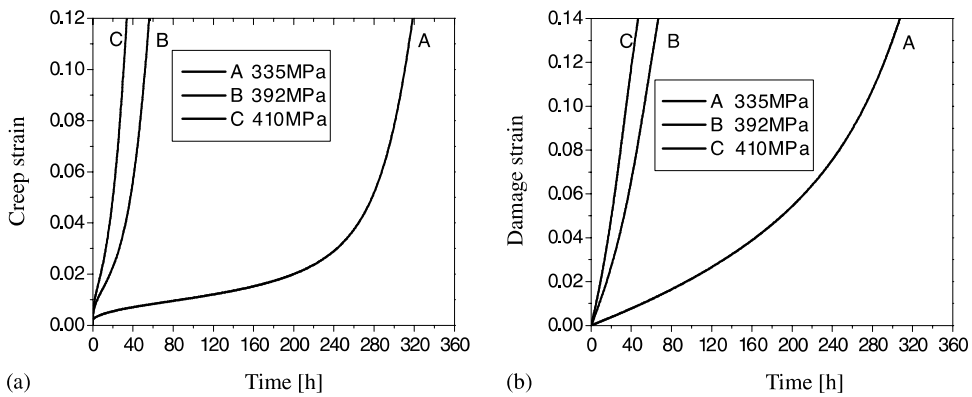 0.12
0.10
0.08
0.06
0.04
0.02
0.00
Creep strain
C
B
A
A 335MPa
B 392MPa
C 410MPa
0 40 80 120 160 200 240 280 320 360
Time [h]
(a)
0.14
0.12
0.10
0.08
0.06
0.04
0.02
0.00
Damage strain
C
B
A
A 335MPa
B 392MPa
C 410MPa
0 40 80 120 160 200 240 280 320 360
Time [h]
(b)